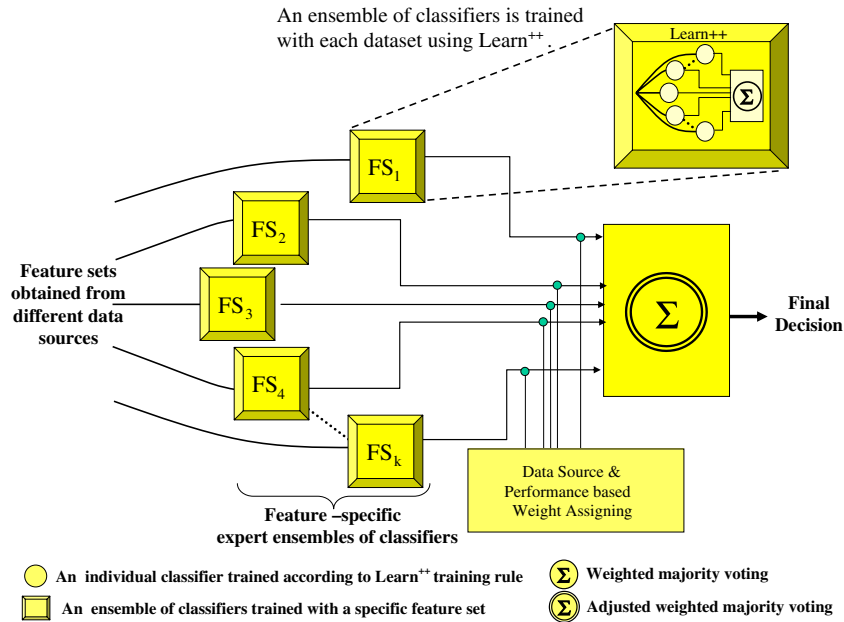 An ensemble of classifiers is trained
with each dataset using Learn++.
Learn++
Σ
FS1
FS2
FS3
FS4
FSk
Feature sets
obtained from
different data
sources
Σ
Final
Decision
Data Source &
Performance based
Weight Assigning
Feature –specific
expert ensembles of classifiers
An individual classifier trained according to Learn++ training rule
Σ Weighted majority voting
An ensemble of classifiers trained with a specific feature set
Σ Adjusted weighted majority voting